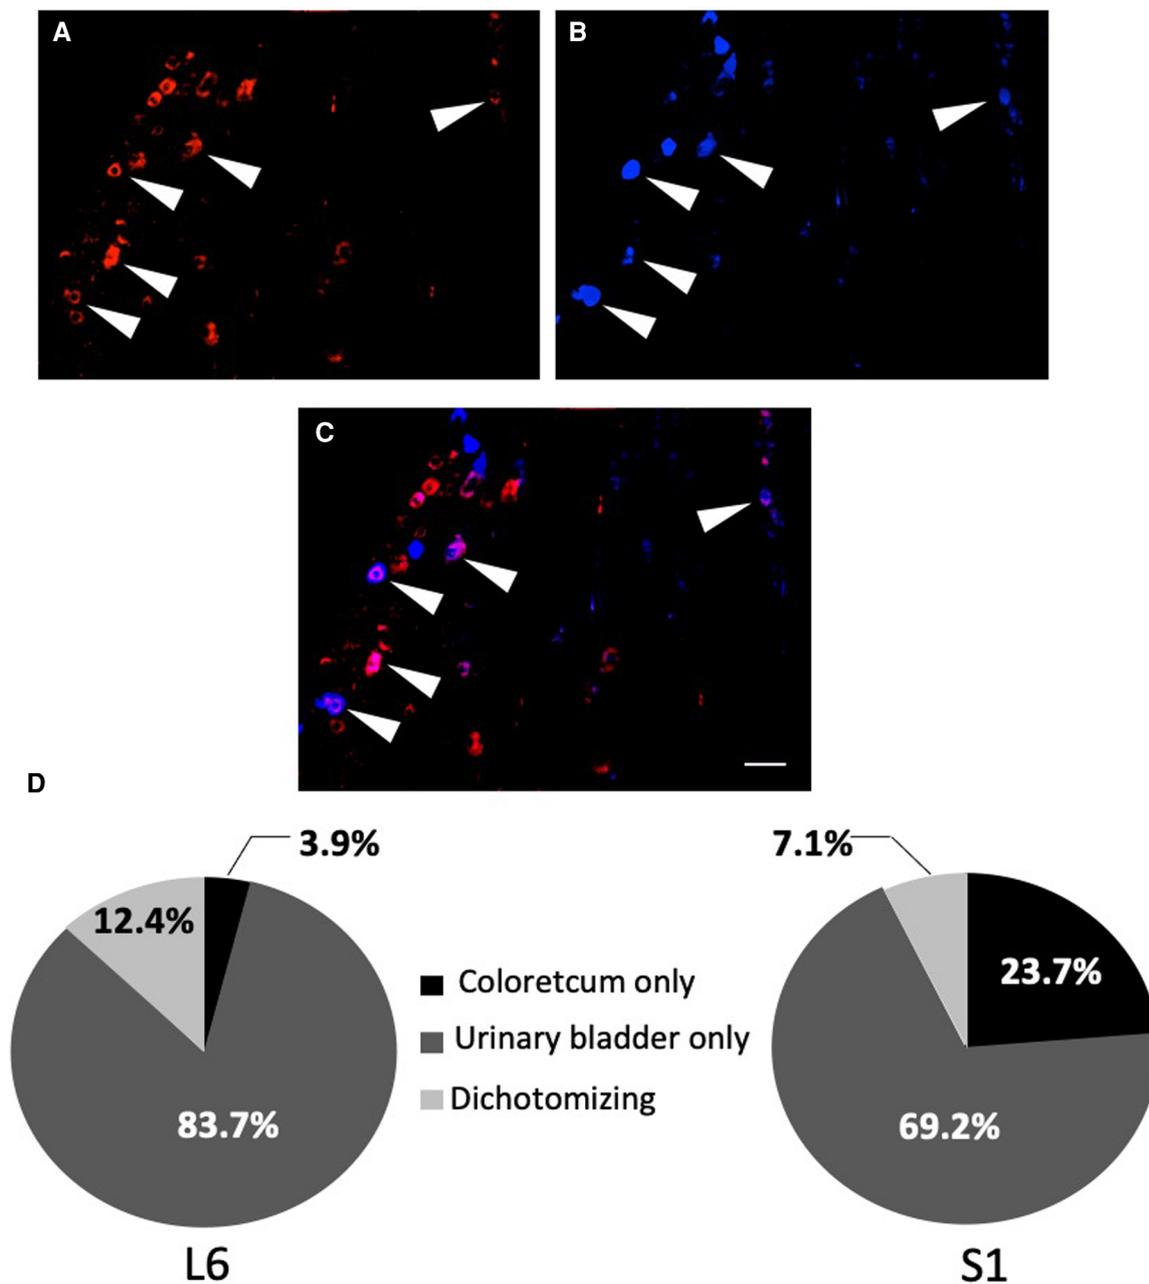 A
B
C
D
3.9%
7.1%
12.4%
23.7%
Coloretcum only
Urinary bladder only
Dichotomizing
83.7%
69.2%
L6
S1